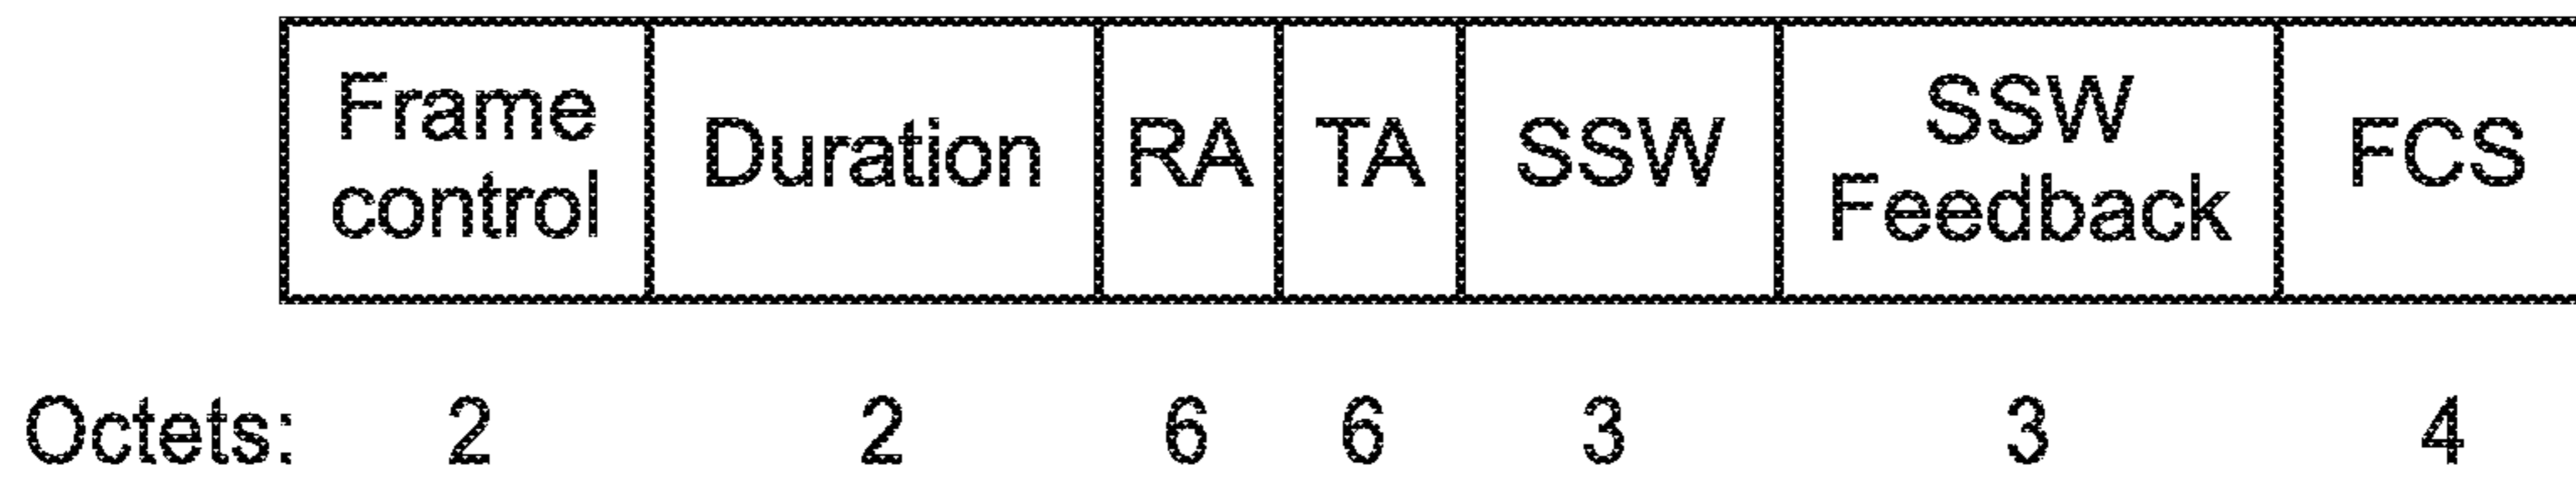 Frame control Duration RA TA SSW SSW Feedback FCS
Octets: 2 2 6 6 3 3 4